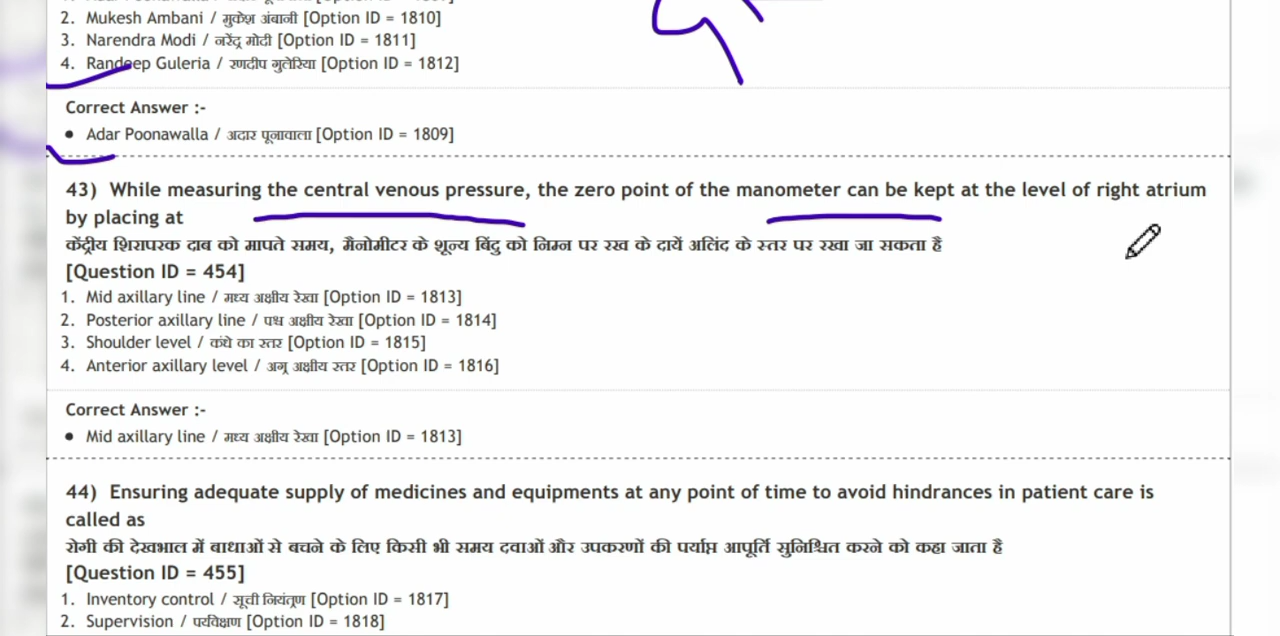 2. Mukesh Ambani / मुकेश अंबानी [Option ID = 1810]
3. Narendra Modi / नरेंद्र मोदी [Option ID = 1811]
4. Randeep Guleria / रणदीप गुलेरिया [Option ID = 1812]
Correct Answer :-
• Adar Poonawalla / अदार पूनावाला [Option ID = 1809]
43) While measuring the central venous pressure, the zero point of the manometer can be kept at the level of right atrium
by placing at
केंद्रीय शिरापरक दाब को मापते समय, मैनोमीटर के शून्य बिंदु को निम्न पर रख के दायें अलिंद के स्तर पर रखा जा सकता है
[Question ID = 454]
1. Mid axillary line / मध्य अक्षीय रेखा [Option ID = 1813]
2. Posterior axillary line / पश्च अक्षीय रेखा [Option ID = 1814]
3. Shoulder level / कंधे का स्तर [Option ID = 1815]
4. Anterior axillary level / अग्र अक्षीय स्तर [Option ID = 1816]
Correct Answer :-
• Mid axillary line / मध्य अक्षीय रेखा [Option ID = 1813]
44) Ensuring adequate supply of medicines and equipments at any point of time to avoid hindrances in patient care is
called as
रोगी की देखभाल में बाधाओं से बचने के लिए किसी भी समय दवाओं और उपकरणों की पर्याप्त आपूर्ति सुनिश्चित करने को कहा जाता है
[Question ID = 455]
1. Inventory control / सूची नियंत्रण [Option ID = 1817]
2. Supervision / पर्यवेक्षण [Option ID = 1818]